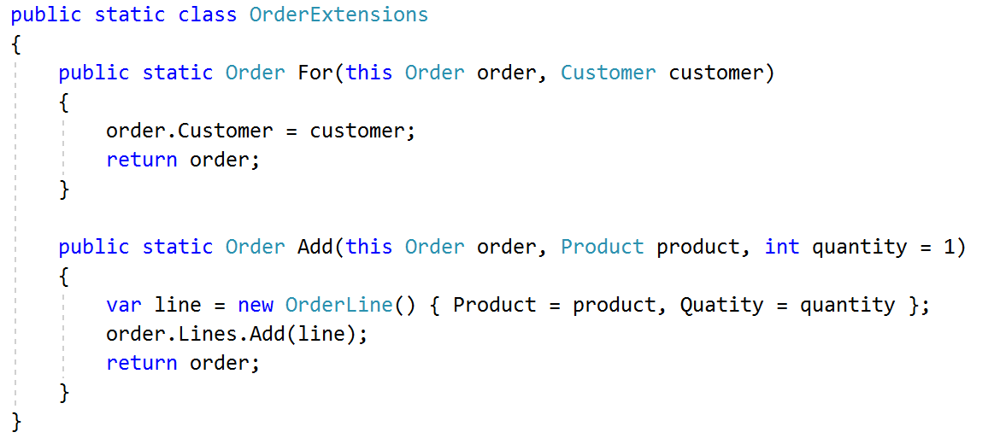 public static class OrderExtensions
{
    public static Order For(this Order order, Customer customer)
    {
        order.Customer = customer;
        return order;
    }

    public static Order Add(this Order order, Product product, int quantity = 1)
    {
        var line = new OrderLine() { Product = product, Quatity = quantity };
        order.Lines.Add(line);
        return order;
    }
}